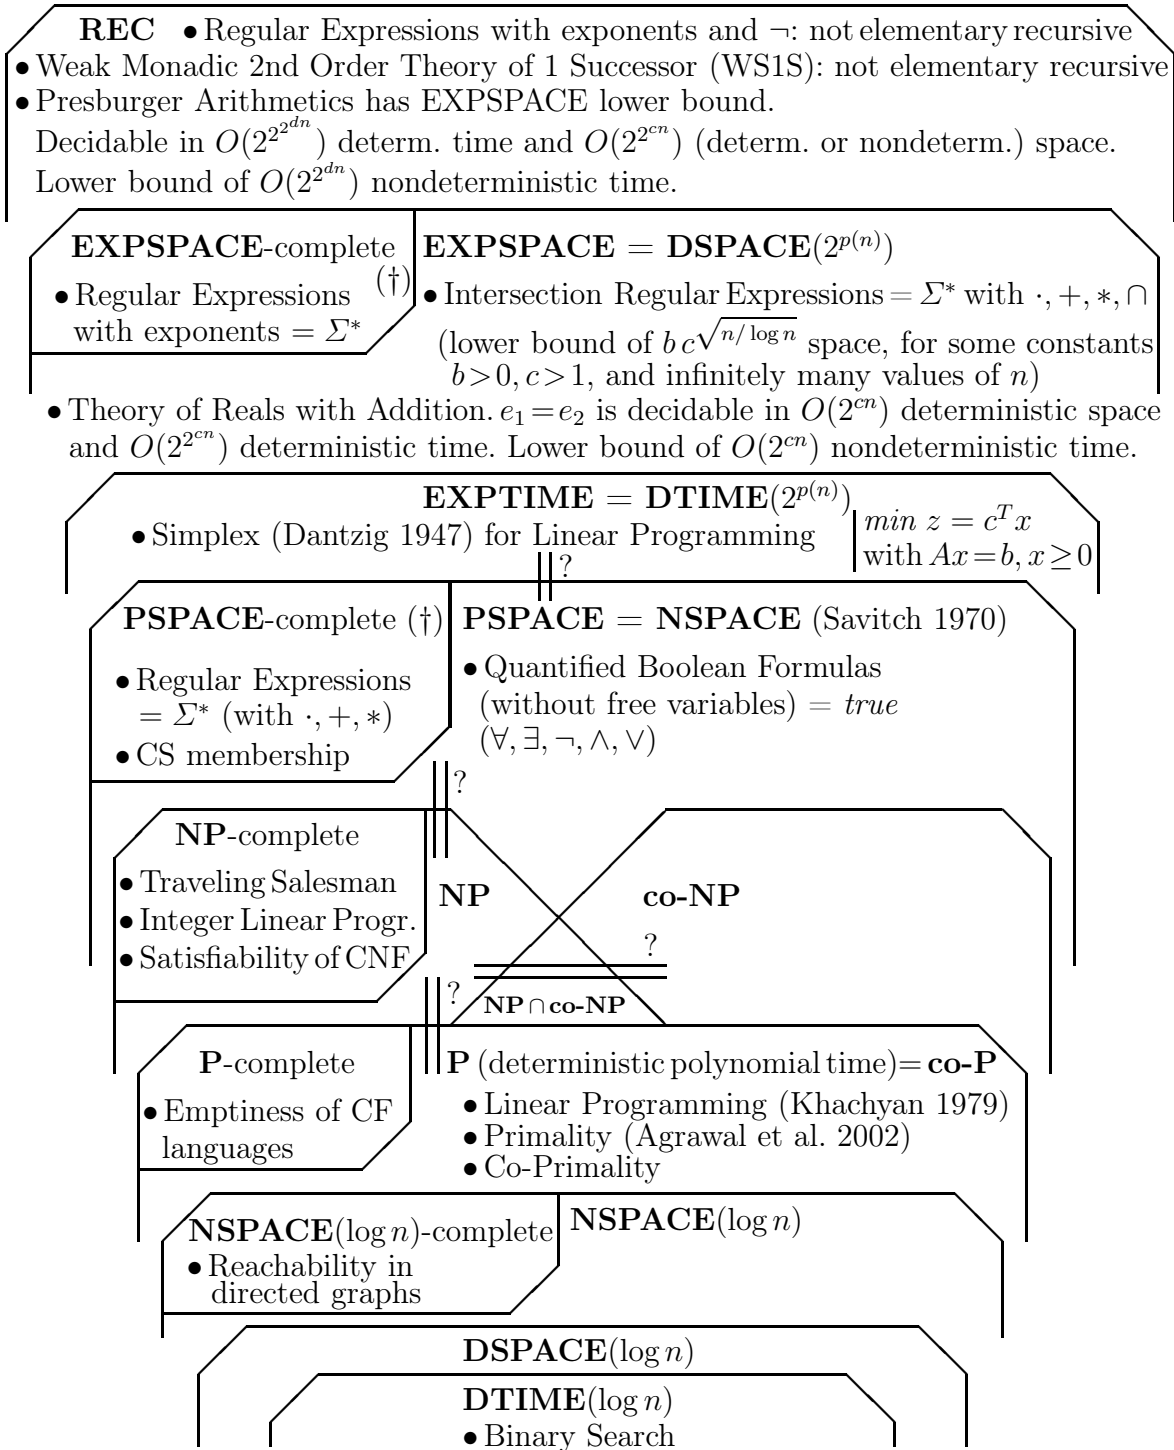 REC • Regular Expressions with exponents and ¬: not elementary recursive
• Weak Monadic 2nd Order Theory of 1 Successor (WS1S): not elementary recursive
• Presburger Arithmetics has EXPSPACE lower bound.
Decidable in O(2^{2^{2^{dn}}}) determ. time and O(2^{2^{cn}}) (determ. or nondeterm.) space.
Lower bound of O(2^{2^{dn}}) nondeterministic time.
EXPSPACE-complete
(†)
• Regular Expressions
with exponents = Σ*
EXPSPACE = DSPACE(2^{p(n)})
• Intersection Regular Expressions = Σ* with ·, +, *, ∩
(lower bound of b c^{√(n/ log n)} space, for some constants
b > 0, c > 1, and infinitely many values of n)
• Theory of Reals with Addition. e₁ = e₂ is decidable in O(2^{cn}) deterministic space
and O(2^{2^{cn}}) deterministic time. Lower bound of O(2^{cn}) nondeterministic time.
EXPTIME = DTIME(2^{p(n)})
• Simplex (Dantzig 1947) for Linear Programming
min z = c^T x
with Ax = b, x ≥ 0
?
PSPACE-complete (†)
• Regular Expressions
= Σ* (with ·, +, *)
• CS membership
PSPACE = NSPACE (Savitch 1970)
• Quantified Boolean Formulas
(without free variables) = true
(∀, ∃, ¬, ∧, ∨)
?
NP-complete
• Traveling Salesman
• Integer Linear Progr.
• Satisfiability of CNF
NP
co-NP
?
?
NP ∩ co-NP
P-complete
• Emptiness of CF
languages
P (deterministic polynomial time) = co-P
• Linear Programming (Khachyan 1979)
• Primality (Agrawal et al. 2002)
• Co-Primality
NSPACE(log n)-complete
• Reachability in
directed graphs
NSPACE(log n)
DSPACE(log n)
DTIME(log n)
• Binary Search